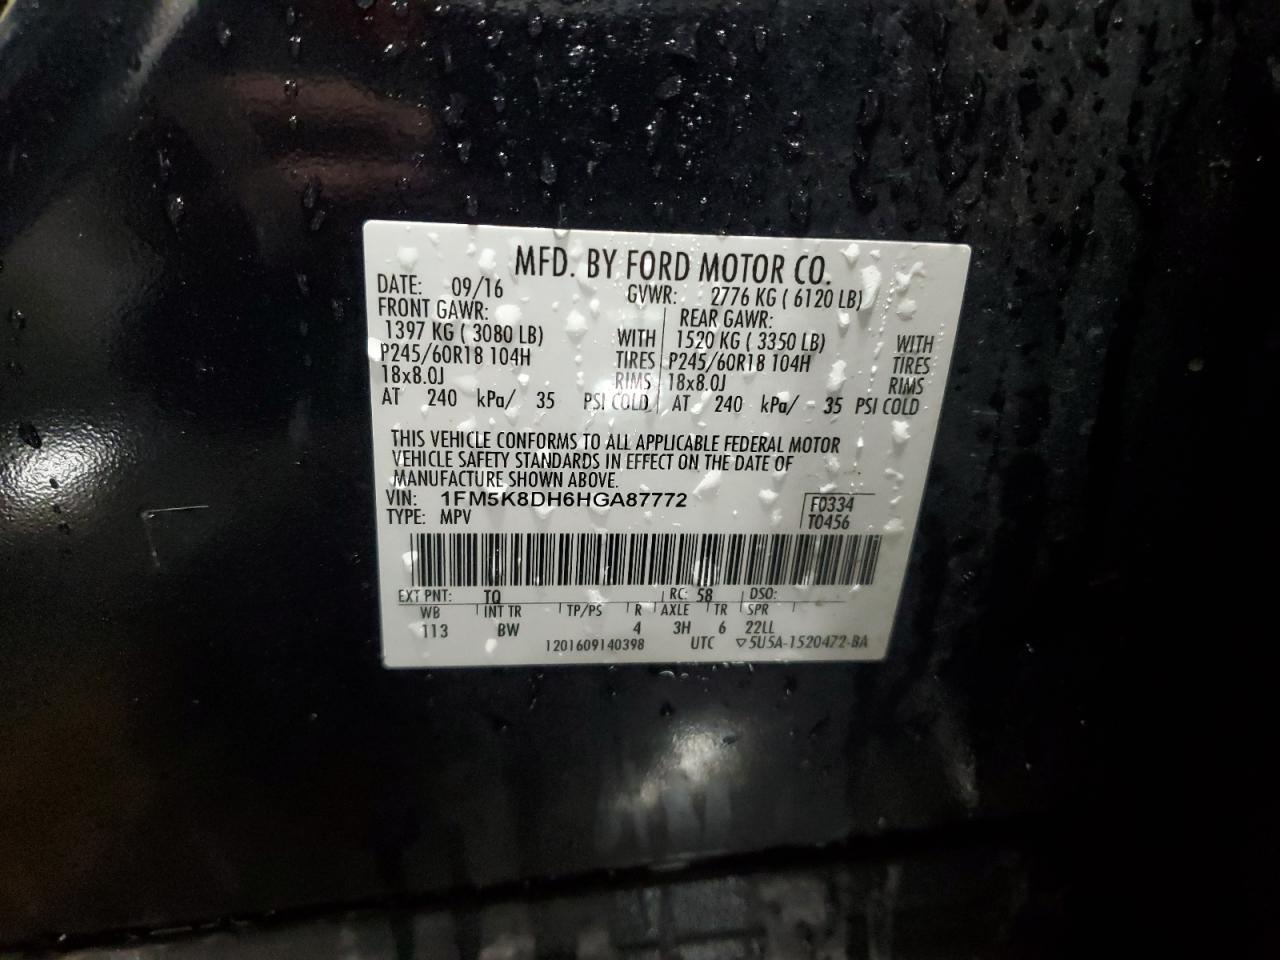 MFD. BY FORD MOTOR CO.
DATE: 09/16 GVWR: 2776 KG ( 6120 LB)
FRONT GAWR: REAR GAWR:
1397 KG ( 3080 LB) WITH 1520 KG ( 3350 LB) WITH
P245/60R18 104H TIRES P245/60R18 104H TIRES
18x8.0J RIMS 18x8.0J RIMS
AT 240 kPa/ 35 PSI COLD AT 240 kPa/ 35 PSI COLD
THIS VEHICLE CONFORMS TO ALL APPLICABLE FEDERAL MOTOR
VEHICLE SAFETY STANDARDS IN EFFECT ON THE DATE OF
MANUFACTURE SHOWN ABOVE.
VIN: 1FM5K8DH6HGA87772 F0334
TYPE: MPV T0456
EXT PNT: TQ RC: 58 DSO:
WB INT TR TP/PS R AXLE TR SPR
113 BW 4 3H 6 22LL
1201609140398 UTC ▽5U5A-1520472-BA